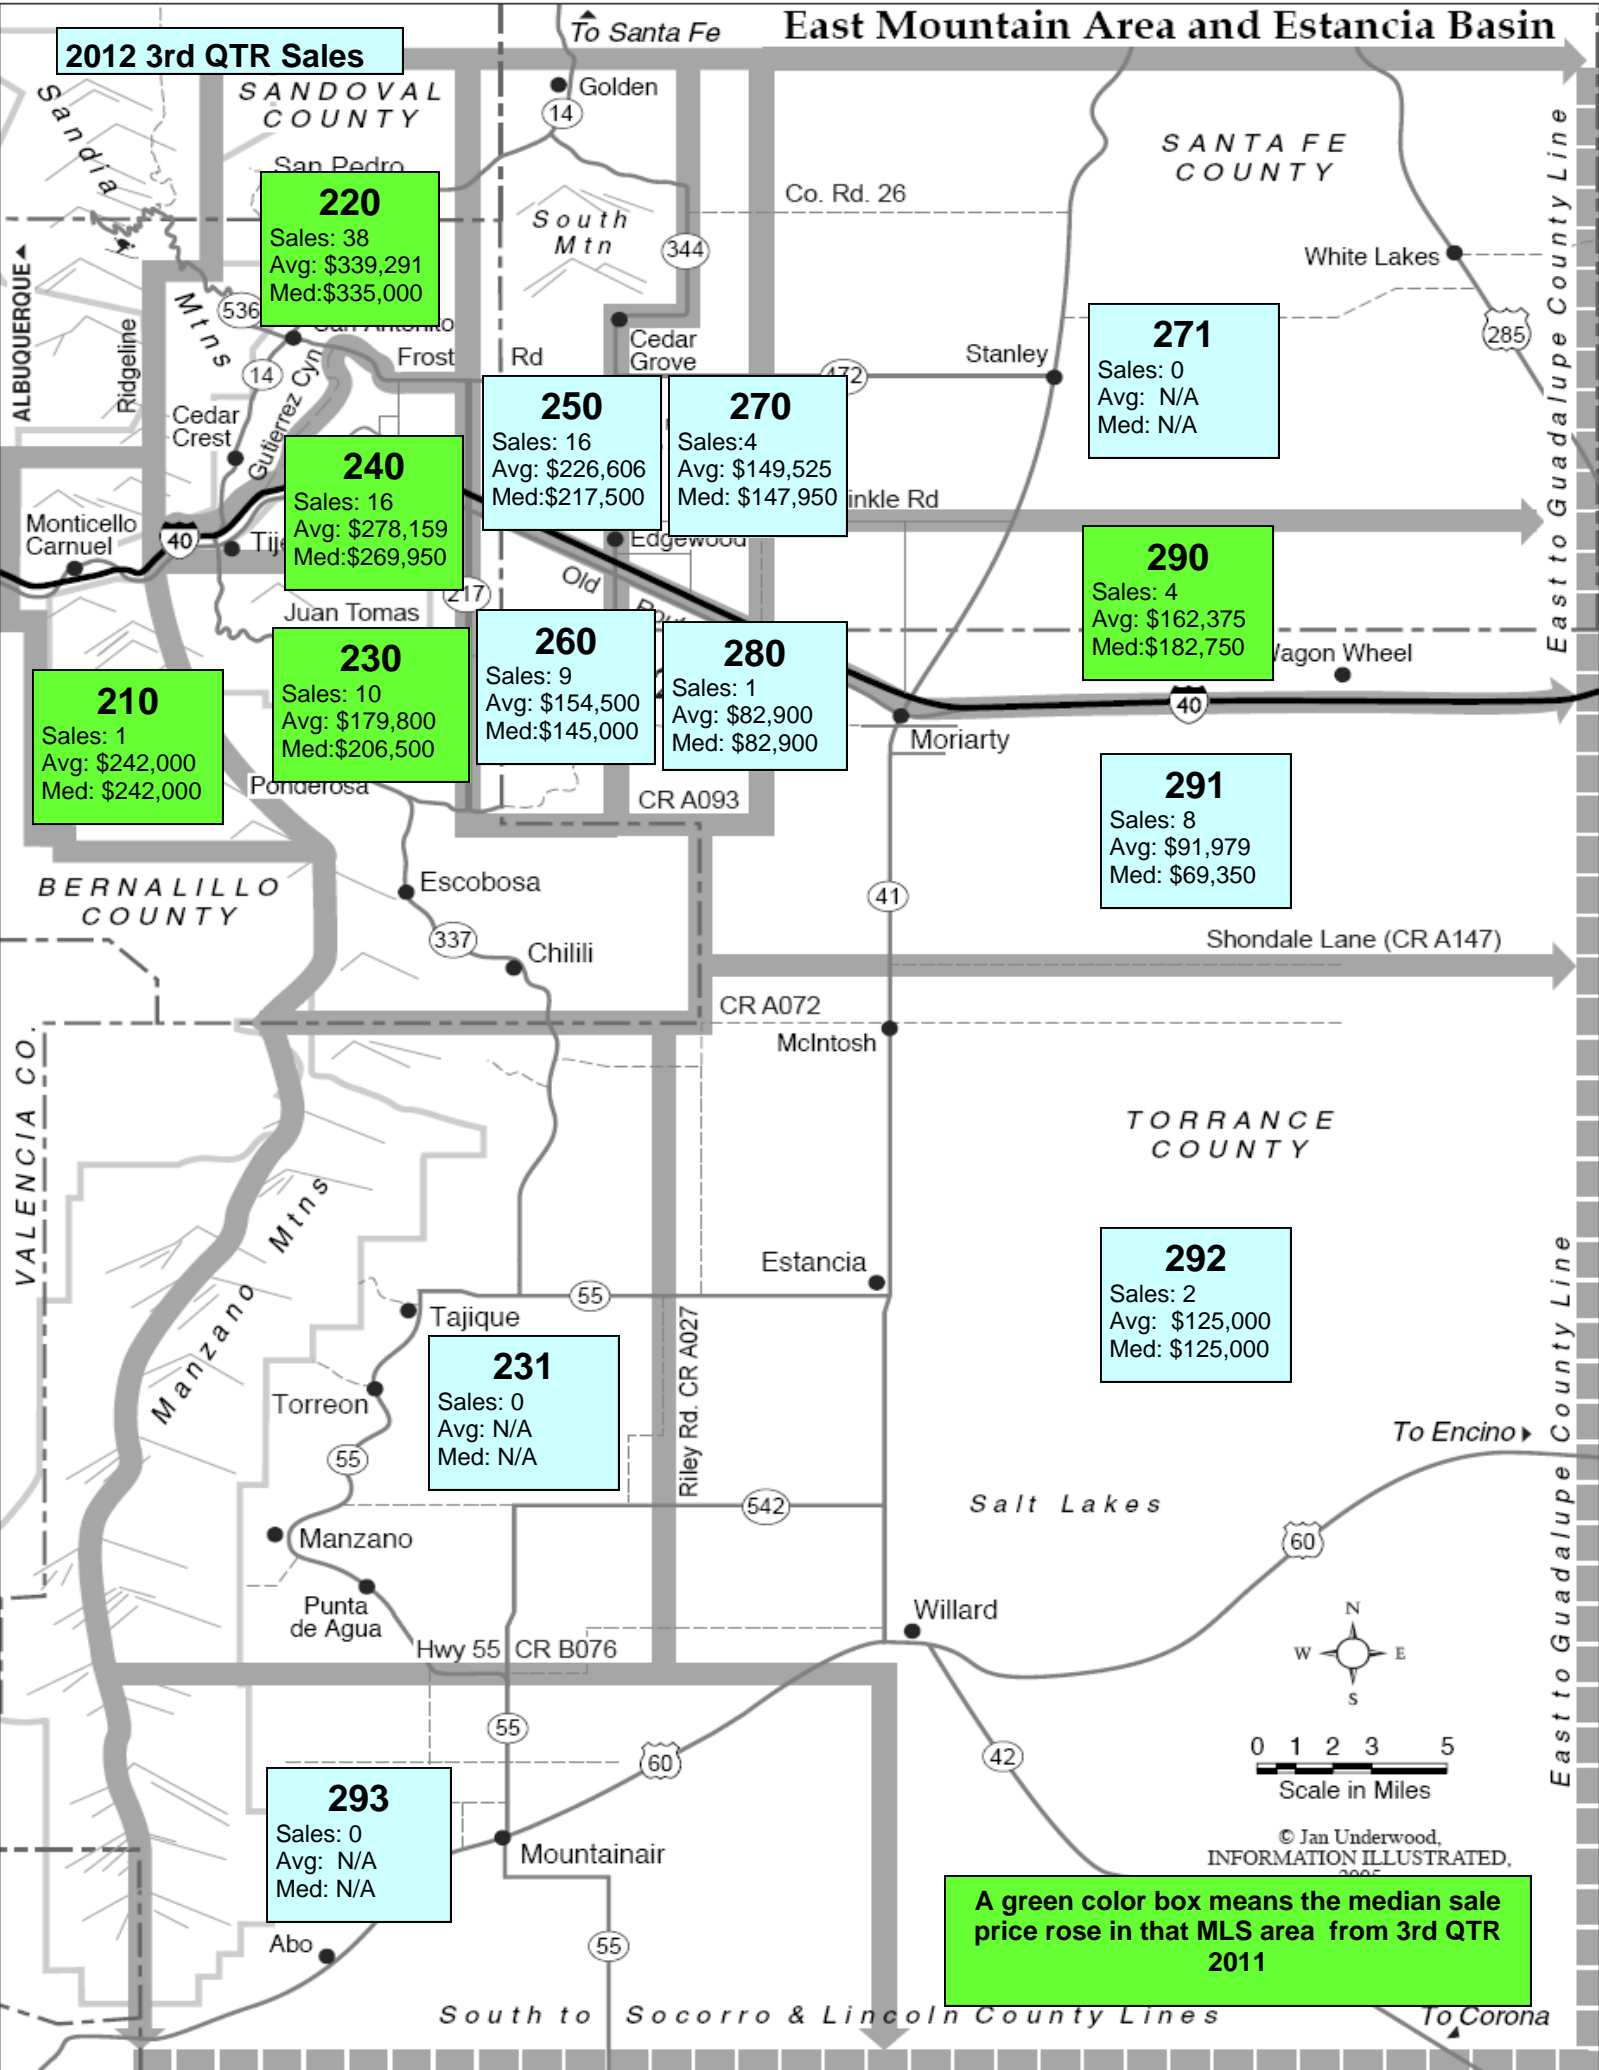 East Mountain Area and Estancia Basin
2012 3rd QTR Sales
To Santa Fe
Golden
14
SANDOVAL
COUNTY
Sandia
Mtns
San Pedro
SANTA FE
COUNTY
220
Sales: 38
Avg: $339,291
Med:$335,000
South
Mtn
Co. Rd. 26
344
White Lakes
285
ALBUQUERQUE
Ridgeline
536
San Antonito
14
Cedar
Crest
Gutierrez Cyn
Frost Rd
Cedar
Grove
472
Stanley
271
Sales: 0
Avg: N/A
Med: N/A
East to Guadalupe County Line
250
Sales: 16
Avg: $226,606
Med:$217,500
270
Sales:4
Avg: $149,525
Med: $147,950
240
Sales: 16
Avg: $278,159
Med:$269,950
inkle Rd
Monticello
Carnuel
40
Tije
Edgewood
Old
217
Juan Tomas
290
Sales: 4
Avg: $162,375
Med:$182,750
Wagon Wheel
40
210
Sales: 1
Avg: $242,000
Med: $242,000
230
Sales: 10
Avg: $179,800
Med:$206,500
260
Sales: 9
Avg: $154,500
Med:$145,000
280
Sales: 1
Avg: $82,900
Med: $82,900
Moriarty
Ponderosa
CR A093
291
Sales: 8
Avg: $91,979
Med: $69,350
BERNALILLO
COUNTY
Escobosa
41
337
Chilili
Shondale Lane (CR A147)
CR A072
McIntosh
VALENCIA CO.
TORRANCE
COUNTY
Manzano Mtns
Estancia
292
Sales: 2
Avg: $125,000
Med: $125,000
55
Tajique
Riley Rd. CR A027
231
Sales: 0
Avg: N/A
Med: N/A
Torreon
55
East to Guadalupe County Line
To Encino
Salt Lakes
542
60
Manzano
Punta
de Agua
Willard
Hwy 55 CR B076
N
W E
S
55
60
42
0 1 2 3 5
Scale in Miles
293
Sales: 0
Avg: N/A
Med: N/A
Mountainair
© Jan Underwood,
INFORMATION ILLUSTRATED,
2005
A green color box means the median sale
price rose in that MLS area from 3rd QTR
2011
Abo
55
South to Socorro & Lincoln County Lines
To Corona